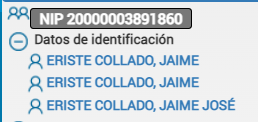 NIP 20000003891860
Datos de identificación
ERISTE COLLADO, JAIME
ERISTE COLLADO, JAIME
ERISTE COLLADO, JAIME JOSÉ